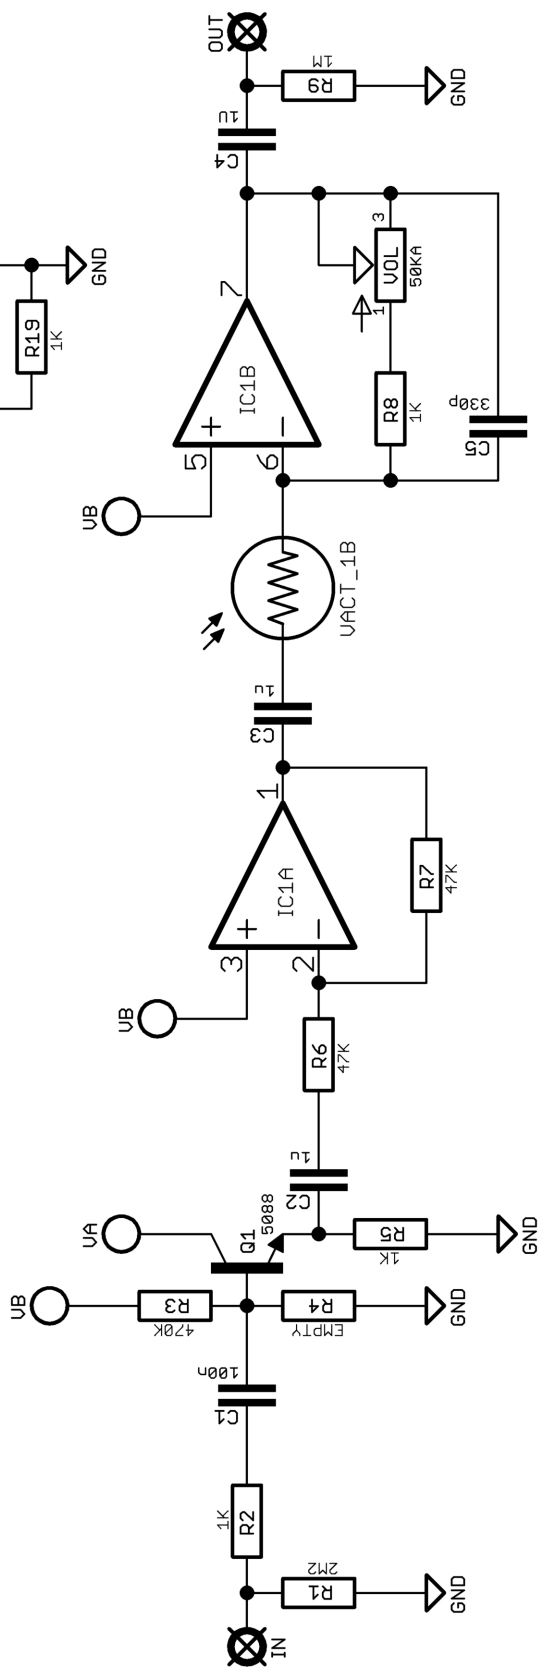 OUT
R9
1M
GND
1U
C4
GND
R19
1K
7
3
VOL
50KA
1
IC1B
R8
1K
+
–
330p
C5
5
6
VB
VACT_1B
1u
C3
1
IC1A
R7
47K
+
–
3
2
VB
R6
47K
1u
C2
VA
Q1
5088
R5
1K
GND
VB
R3
470K
R4
EMPTY
GND
100n
C1
1K
R2
2M2
R1
GND
IN